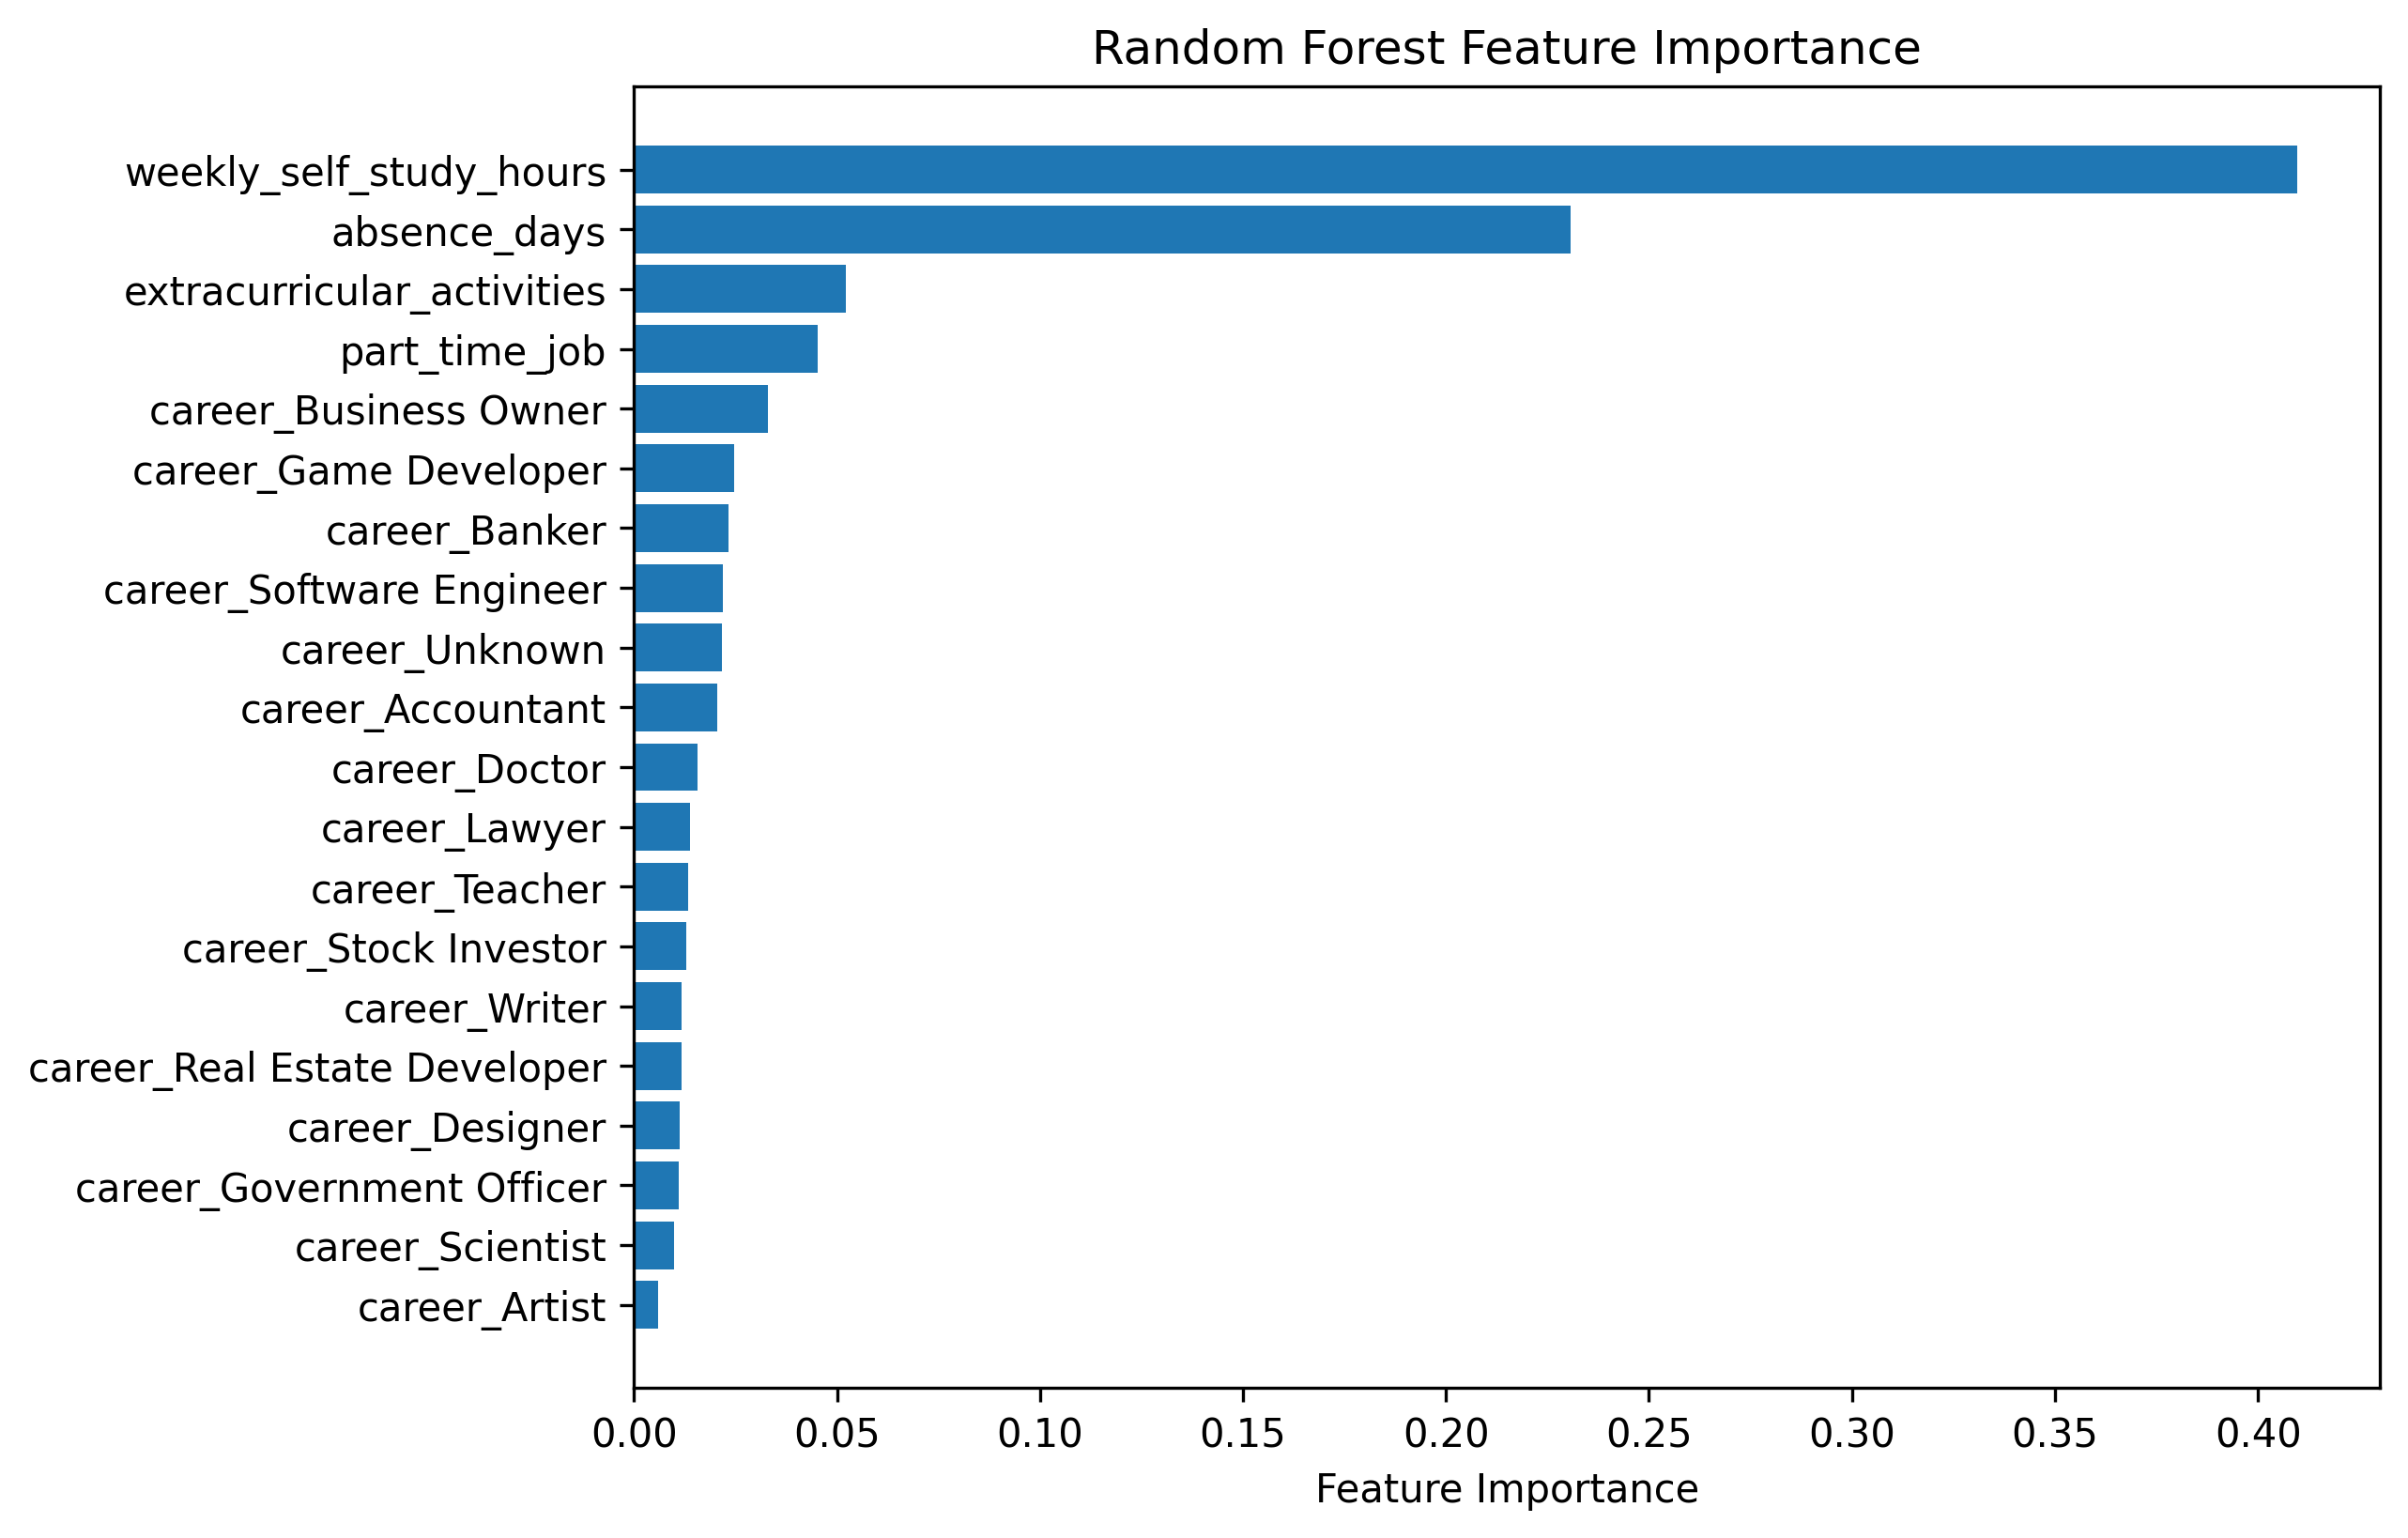 Random Forest Feature Importance
weekly_self_study_hours
absence_days
extracurricular_activities
part_time_job
career_Business Owner
career_Game Developer
career_Banker
career_Software Engineer
career_Unknown
career_Accountant
career_Doctor
career_Lawyer
career_Teacher
career_Stock Investor
career_Writer
career_Real Estate Developer
career_Designer
career_Government Officer
career_Scientist
career_Artist
0.00 0.05 0.10 0.15 0.20 0.25 0.30 0.35 0.40
Feature Importance